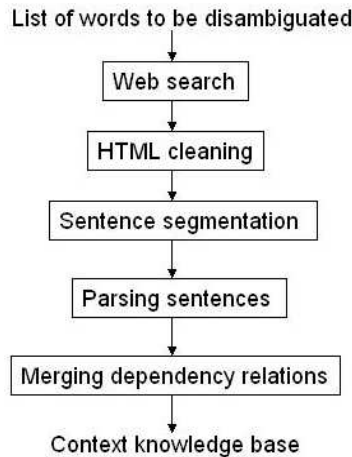 List of words to be disambiguated
Web search
HTML cleaning
Sentence segmentation
Parsing sentences
Merging dependency relations
Context knowledge base